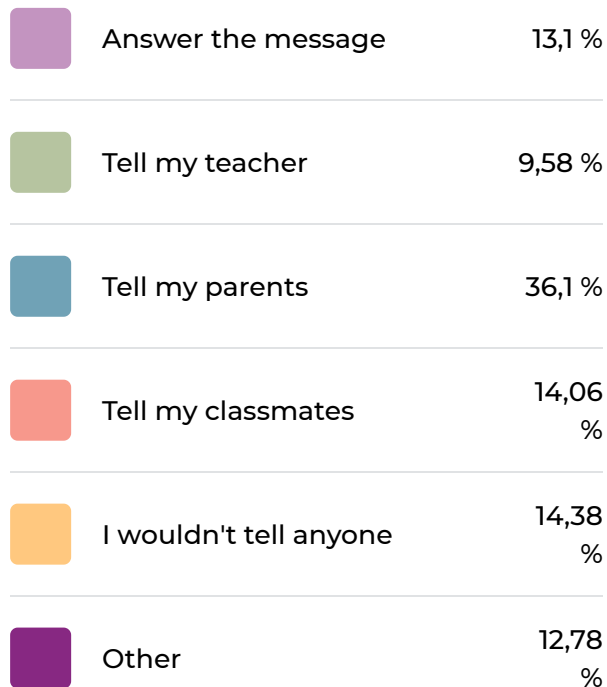 Answer the message 13,1 %
Tell my teacher 9,58 %
Tell my parents 36,1 %
Tell my classmates 14,06
%
I wouldn't tell anyone 14,38
%
Other 12,78
%